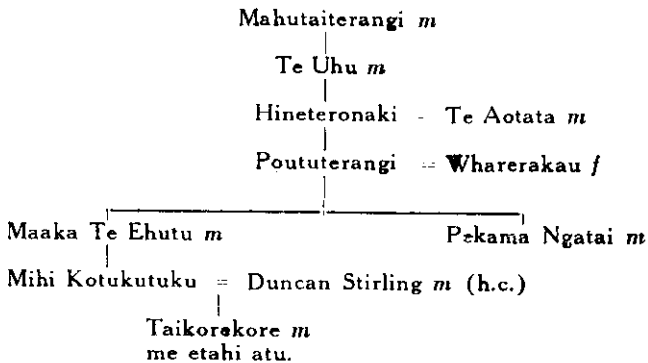 Mahutaiterangi m
Te Uhu m
Hineteronaki - Te Aotata m
Poututerangi = Wharerakau f
Maaka Te Ehutu m Pekama Ngatai m
Mihi Kotukutuku = Duncan Stirling m (h.c.)
Taikorekore m
me etahi atu.